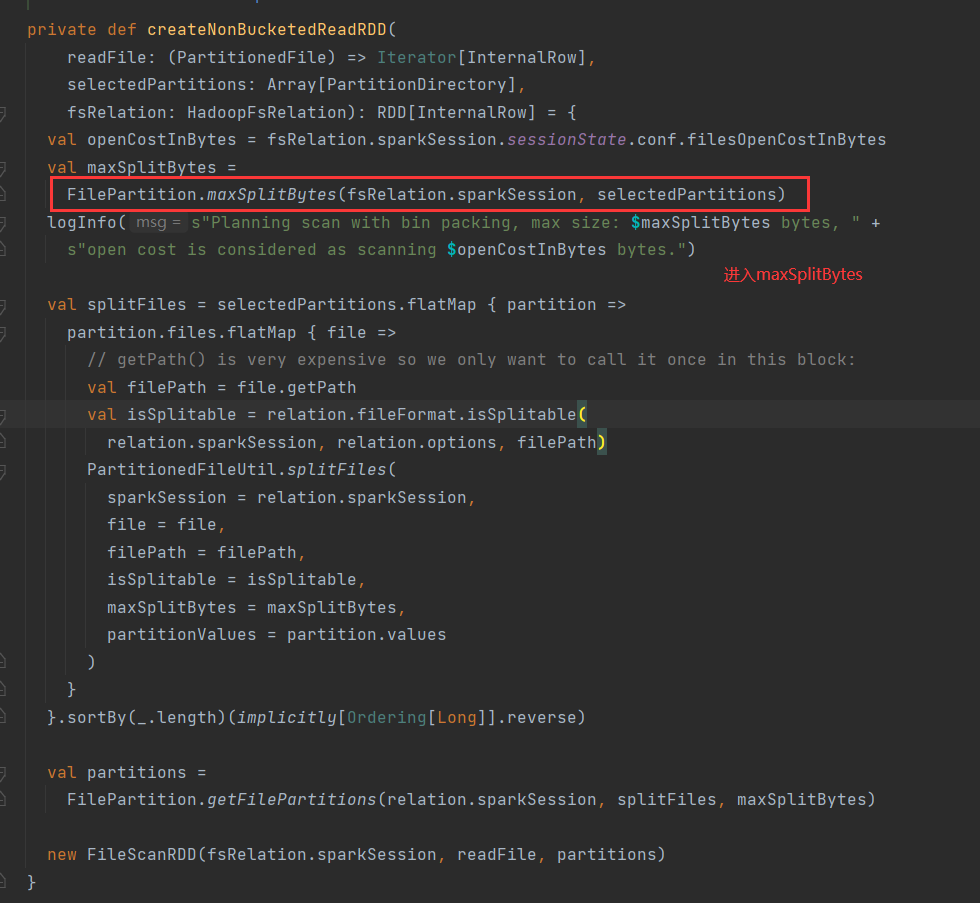 private def createNonBucketedReadRDD(
readFile: (PartitionedFile) => Iterator[InternalRow],
selectedPartitions: Array[PartitionDirectory],
fsRelation: HadoopFsRelation): RDD[InternalRow] = {
val openCostInBytes = fsRelation.sparkSession.sessionState.conf.filesOpenCostInBytes
val maxSplitBytes =
FilePartition.maxSplitBytes(fsRelation.sparkSession, selectedPartitions)
logInfo( msg = s"Planning scan with bin packing, max size: $maxSplitBytes bytes, " +
s"open cost is considered as scanning $openCostInBytes bytes.")
进入maxSplitBytes
val splitFiles = selectedPartitions.flatMap { partition =>
partition.files.flatMap { file =>
// getPath() is very expensive so we only want to call it once in this block:
val filePath = file.getPath
val isSplitable = relation.fileFormat.isSplitable(
relation.sparkSession, relation.options, filePath)
PartitionedFileUtil.splitFiles(
sparkSession = relation.sparkSession,
file = file,
filePath = filePath,
isSplitable = isSplitable,
maxSplitBytes = maxSplitBytes,
partitionValues = partition.values
)
}
}.sortBy(_.length)(implicitly[Ordering[Long]].reverse)
val partitions =
FilePartition.getFilePartitions(relation.sparkSession, splitFiles, maxSplitBytes)
new FileScanRDD(fsRelation.sparkSession, readFile, partitions)
}